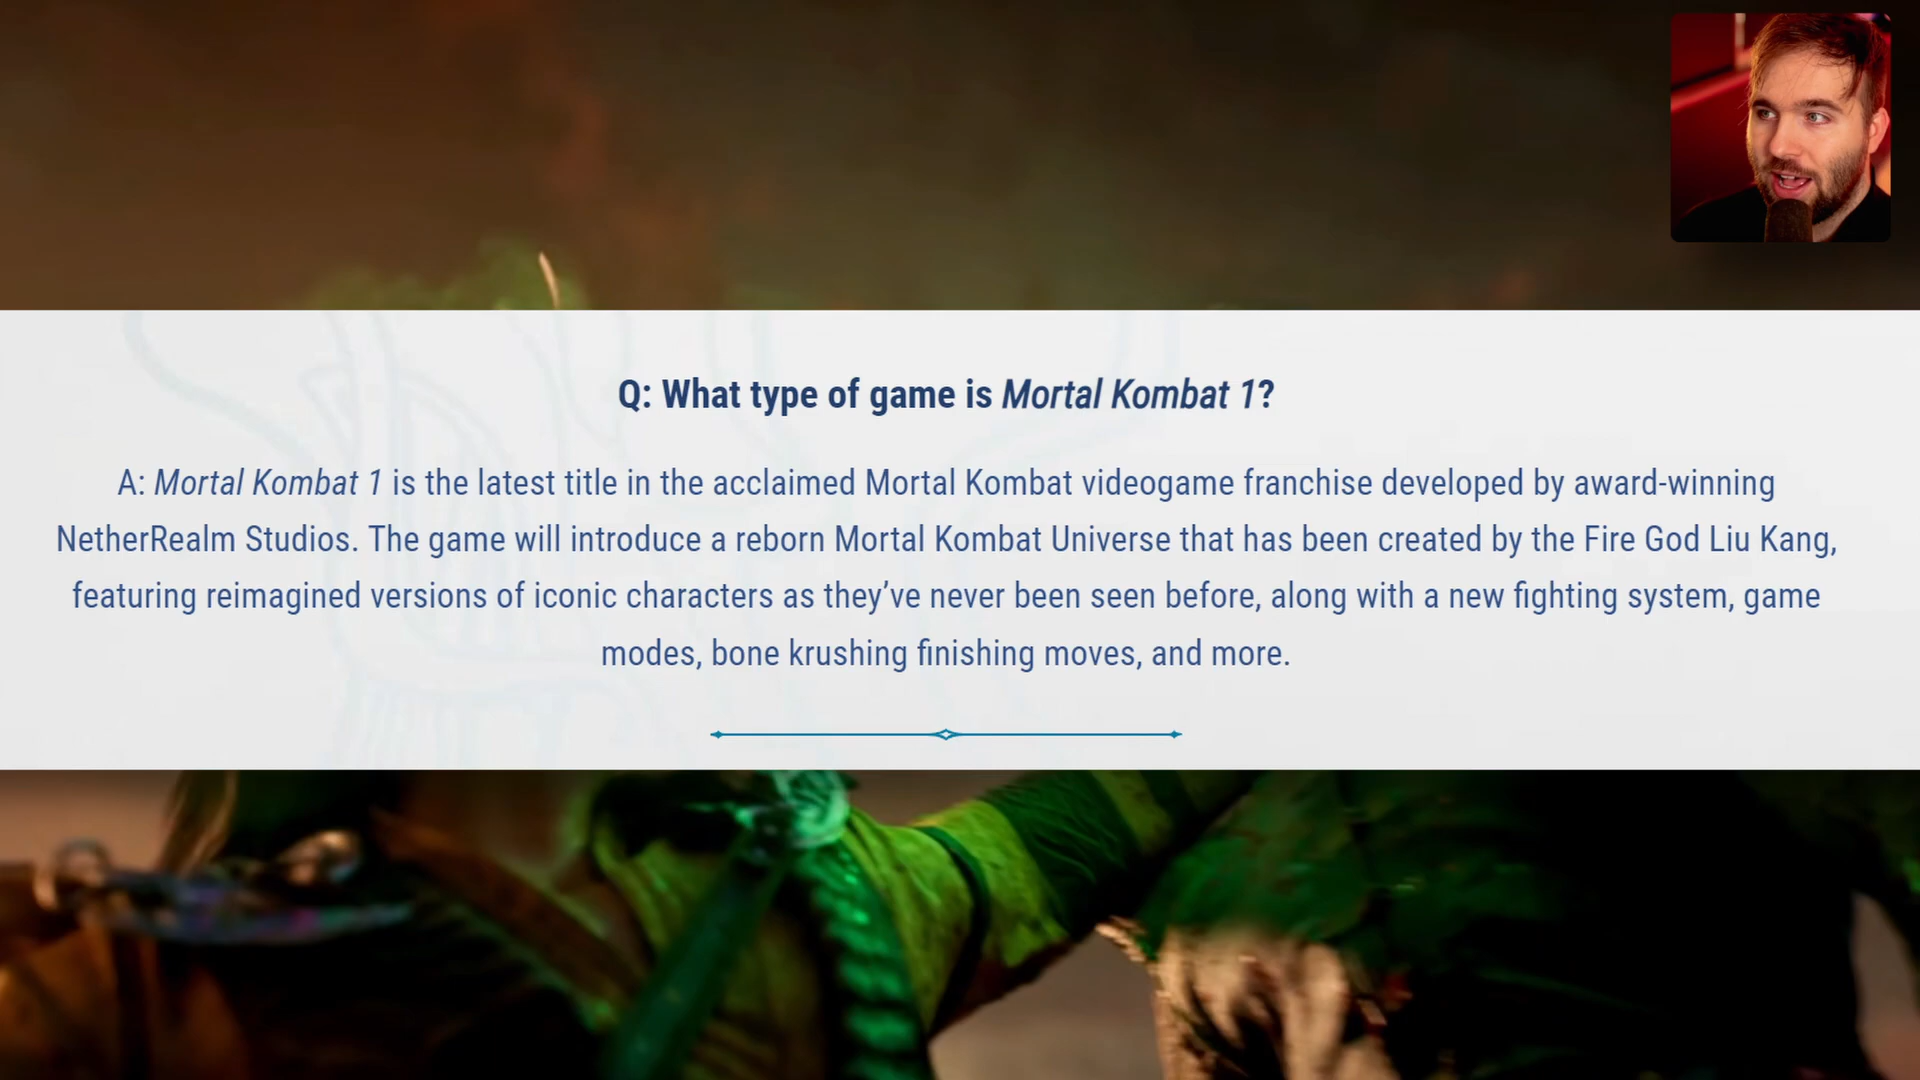 Q: What type of game is Mortal Kombat 1?
A: Mortal Kombat 1 is the latest title in the acclaimed Mortal Kombat videogame franchise developed by award-winning
NetherRealm Studios. The game will introduce a reborn Mortal Kombat Universe that has been created by the Fire God Liu Kang,
featuring reimagined versions of iconic characters as they’ve never been seen before, along with a new fighting system, game
modes, bone krushing finishing moves, and more.